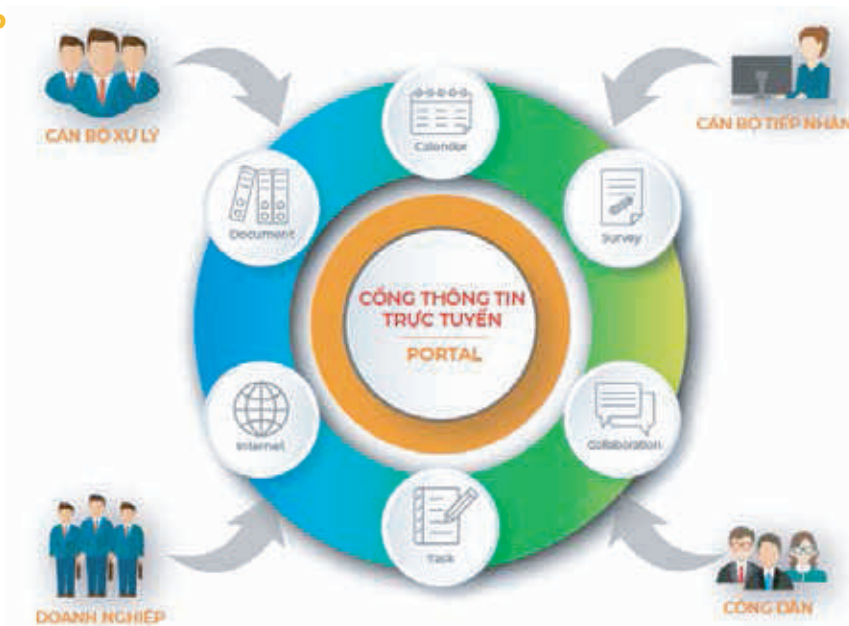 CÁN BỘ XỬ LÝ
CÁN BỘ TIẾP NHẬN
Calendar
Document
Survey
CỔNG THÔNG TIN
TRỰC TUYẾN
PORTAL
Internet
Collaboration
Task
DOANH NGHIỆP
CÔNG DÂN